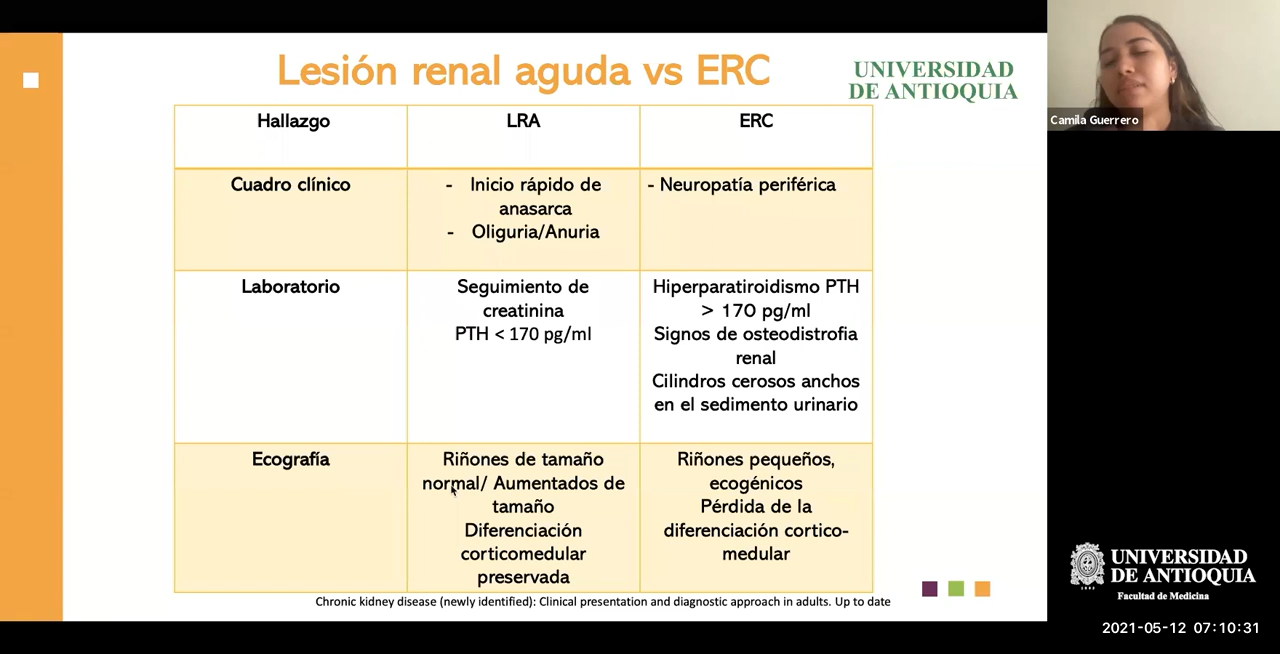 Lesión renal aguda vs ERC
UNIVERSIDAD
DE ANTIOQUIA
Camila Guerrero
Hallazgo
LRA
ERC
Cuadro clínico
- Inicio rápido de
anasarca
- Oliguria/Anuria
- Neuropatía periférica
Laboratorio
Seguimiento de
creatinina
PTH < 170 pg/ml
Hiperparatiroidismo PTH
> 170 pg/ml
Signos de osteodistrofia
renal
Cilindros cerosos anchos
en el sedimento urinario
Ecografía
Riñones de tamaño
normal/ Aumentados de
tamaño
Diferenciación
corticomedular
preservada
Riñones pequeños,
ecogénicos
Pérdida de la
diferenciación cortico-
medular
Chronic kidney disease (newly identified): Clinical presentation and diagnostic approach in adults. Up to date
UNIVERSIDAD
DE ANTIOQUIA
Facultad de Medicina
2021-05-12 07:10:31